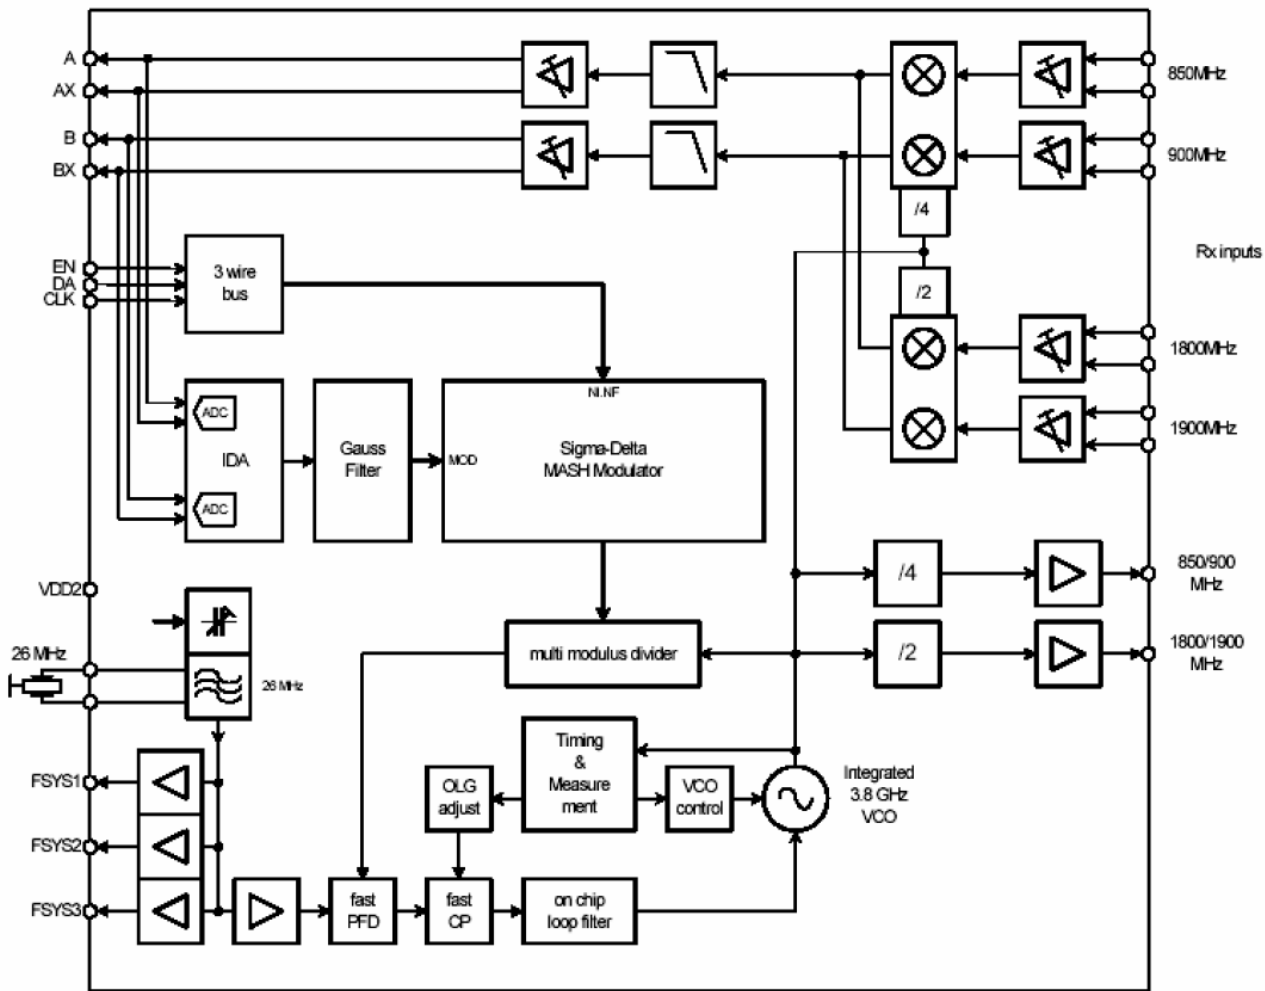 A
AX
B
BX
850MHz
900MHz
/4
Rx inputs
/2
EN
DA
CLK
3 wire
bus
1800MHz
1900MHz
ADC
IDA
ADC
Gauss
Filter
NI.NF
MOD
Sigma-Delta
MASH Modulator
VDD2
/4
850/900
MHz
multi modulus divider
/2
1800/1900
MHz
26 MHz
26 MHz
Timing
&
Measure
ment
OLG
adjust
VCO
control
Integrated
3.8 GHz
VCO
FSYS1
FSYS2
FSYS3
fast
PFD
fast
CP
on chip
loop filter